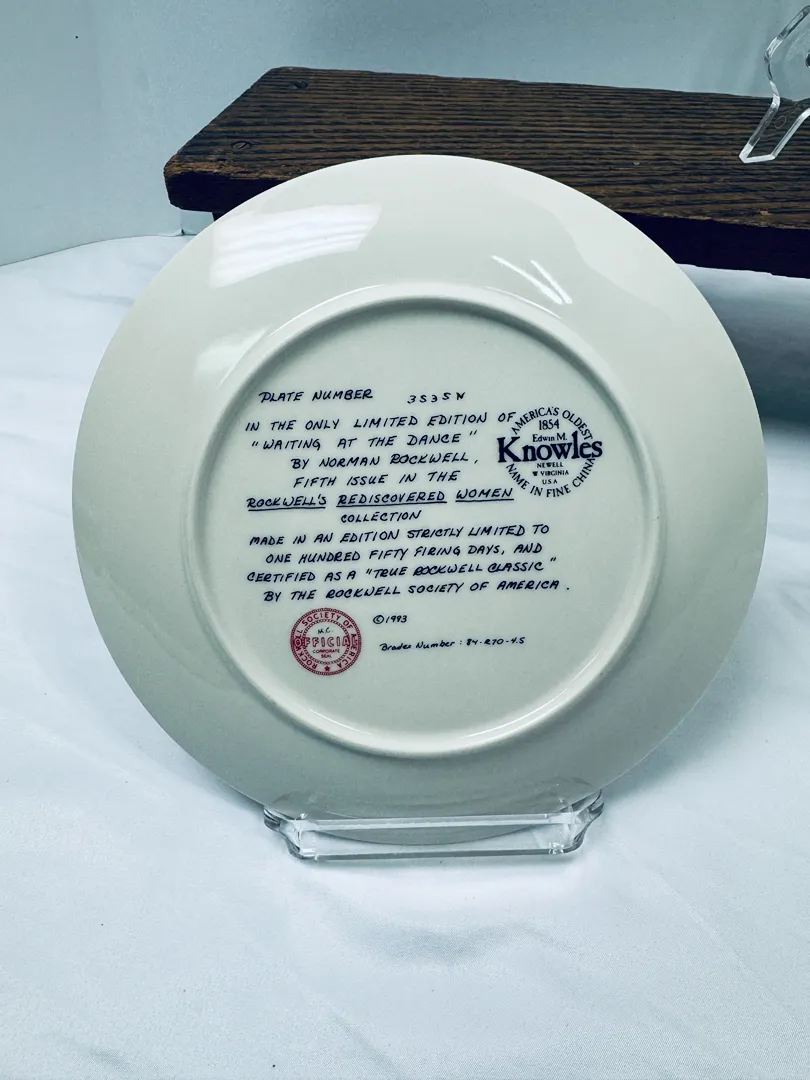 PLATE NUMBER 3535N
IN THE ONLY LIMITED EDITION OF
"WAITING AT THE DANCE"
BY NORMAN ROCKWELL,
FIFTH ISSUE IN THE
ROCKWELL'S REDISCOVERED WOMEN
COLLECTION
MADE IN AN EDITION STRICTLY LIMITED TO
ONE HUNDRED FIFTY FIRING DAYS, AND
CERTIFIED AS A "TRUE ROCKWELL CLASSIC"
BY THE ROCKWELL SOCIETY OF AMERICA.
AMERICA'S OLDEST
1854
Edwin M.
Knowles
NEWELL
W VIRGINIA
USA
NAME IN FINE CHINA
ROCKWELL SOCIETY OF AMERICA
M.C.
OFFICIAL
CORPORATE
SEAL
©1993
Bradex Number: 84-R70-4.5